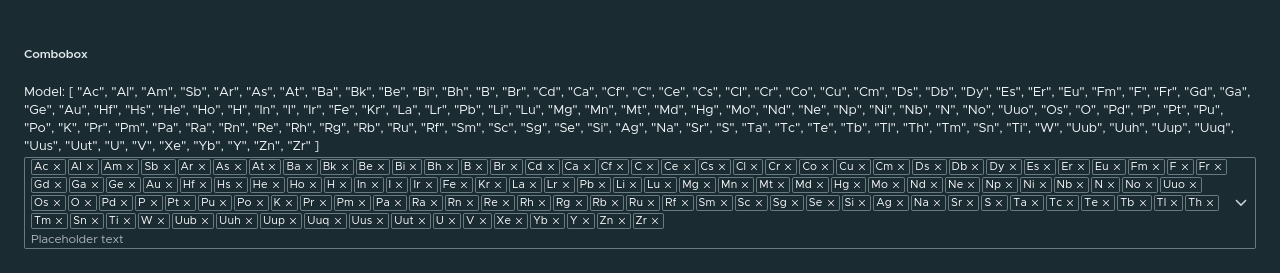 Combobox
Model: [ "Ac", "Al", "Am", "Sb", "Ar", "As", "At", "Ba", "Bk", "Be", "Bi", "Bh", "B", "Br", "Cd", "Ca", "Cf", "C", "Ce", "Cs", "Cl", "Cr", "Co", "Cu", "Cm", "Ds", "Db", "Dy", "Es", "Er", "Eu", "Fm", "F", "Fr", "Gd", "Ga",
"Ge", "Au", "Hf", "Hs", "He", "Ho", "H", "In", "I", "Ir", "Fe", "Kr", "La", "Lr", "Pb", "Li", "Lu", "Mg", "Mn", "Mt", "Md", "Hg", "Mo", "Nd", "Ne", "Np", "Ni", "Nb", "N", "No", "Uuo", "Os", "O", "Pd", "P", "Pt", "Pu",
"Po", "K", "Pr", "Pm", "Pa", "Ra", "Rn", "Re", "Rh", "Rg", "Rb", "Ru", "Rf", "Sm", "Sc", "Sg", "Se", "Si", "Ag", "Na", "Sr", "S", "Ta", "Tc", "Te", "Tb", "Tl", "Th", "Tm", "Sn", "Ti", "W", "Uub", "Uuh", "Uup", "Uuq",
"Uus", "Uut", "U", "V", "Xe", "Yb", "Y", "Zn", "Zr" ]
Ac × Al × Am × Sb × Ar × As × At × Ba × Bk × Be × Bi × Bh × B × Br × Cd × Ca × Cf × C × Ce × Cs × Cl × Cr × Co × Cu × Cm × Ds × Db × Dy × Es × Er × Eu × Fm × F × Fr ×
Gd × Ga × Ge × Au × Hf × Hs × He × Ho × H × In × I × Ir × Fe × Kr × La × Lr × Pb × Li × Lu × Mg × Mn × Mt × Md × Hg × Mo × Nd × Ne × Np × Ni × Nb × N × No × Uuo ×
Os × O × Pd × P × Pt × Pu × Po × K × Pr × Pm × Pa × Ra × Rn × Re × Rh × Rg × Rb × Ru × Rf × Sm × Sc × Sg × Se × Si × Ag × Na × Sr × S × Ta × Tc × Te × Tb × Tl × Th ×
Tm × Sn × Ti × W × Uub × Uuh × Uup × Uuq × Uus × Uut × U × V × Xe × Yb × Y × Zn × Zr ×
Placeholder text